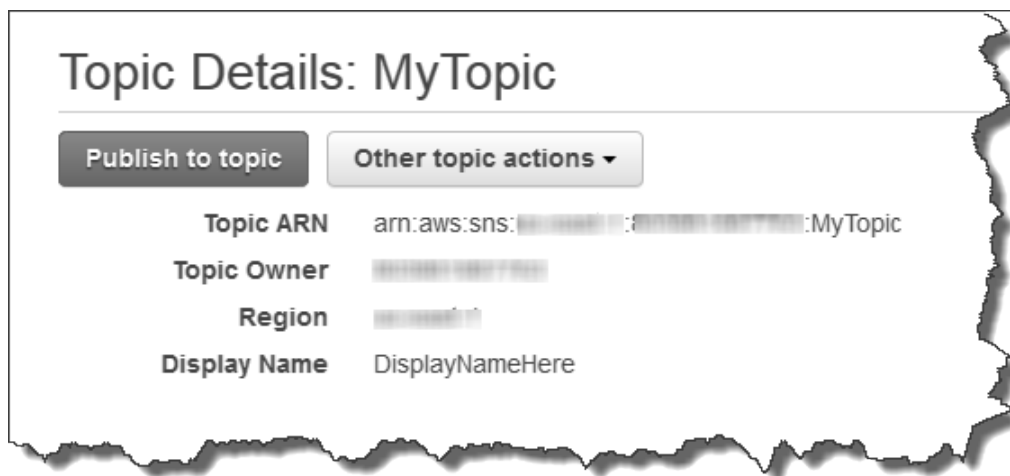 Topic Details: MyTopic
Publish to topic Other topic actions
Topic ARN arn:aws:sns: : :MyTopic
Topic Owner
Region
Display Name DisplayNameHere